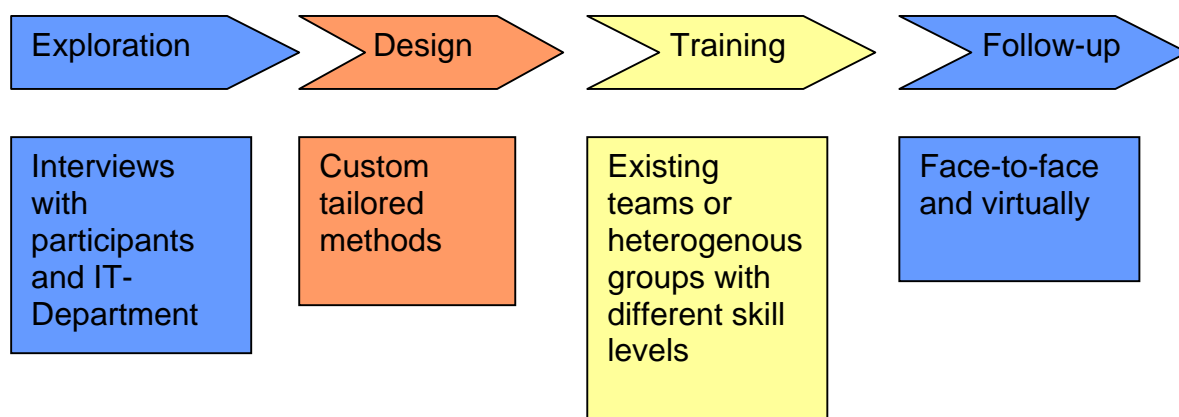 Exploration
Design
Training
Follow-up
Interviews
with
participants
and IT-
Department
Custom
tailored
methods
Existing
teams or
heterogenous
groups with
different skill
levels
Face-to-face
and virtually